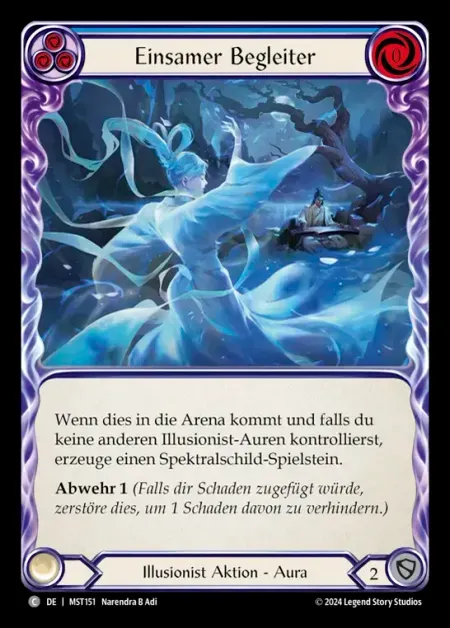 Einsamer Begleiter
0
Wenn dies in die Arena kommt und falls du
keine anderen Illusionist-Auren kontrollierst,
erzeuge einen Spektralschild-Spielstein.
Abwehr 1 (Falls dir Schaden zugefügt würde,
zerstöre dies, um 1 Schaden davon zu verhindern.)
Illusionist Aktion - Aura
2
C DE | MST151 Narendra B Adi
© 2024 Legend Story Studios